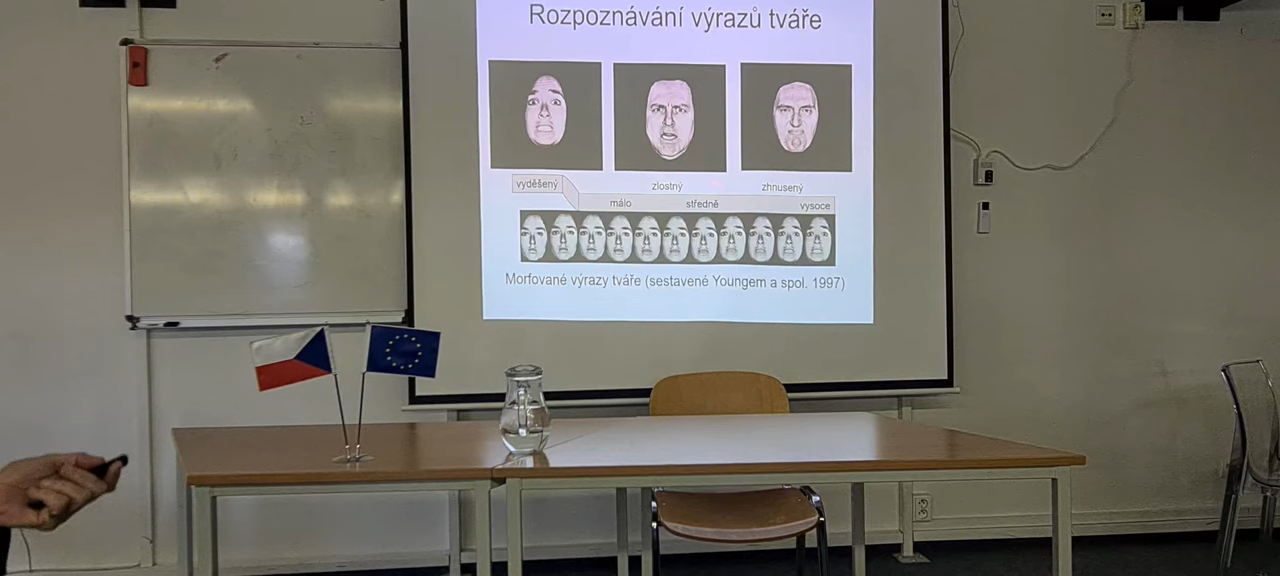 Rozpoznávání výrazů tváře
vyděšený zlostný zhnusený
málo středně vysoce
Morfované výrazy tváře (sestavené Youngem a spol. 1997)